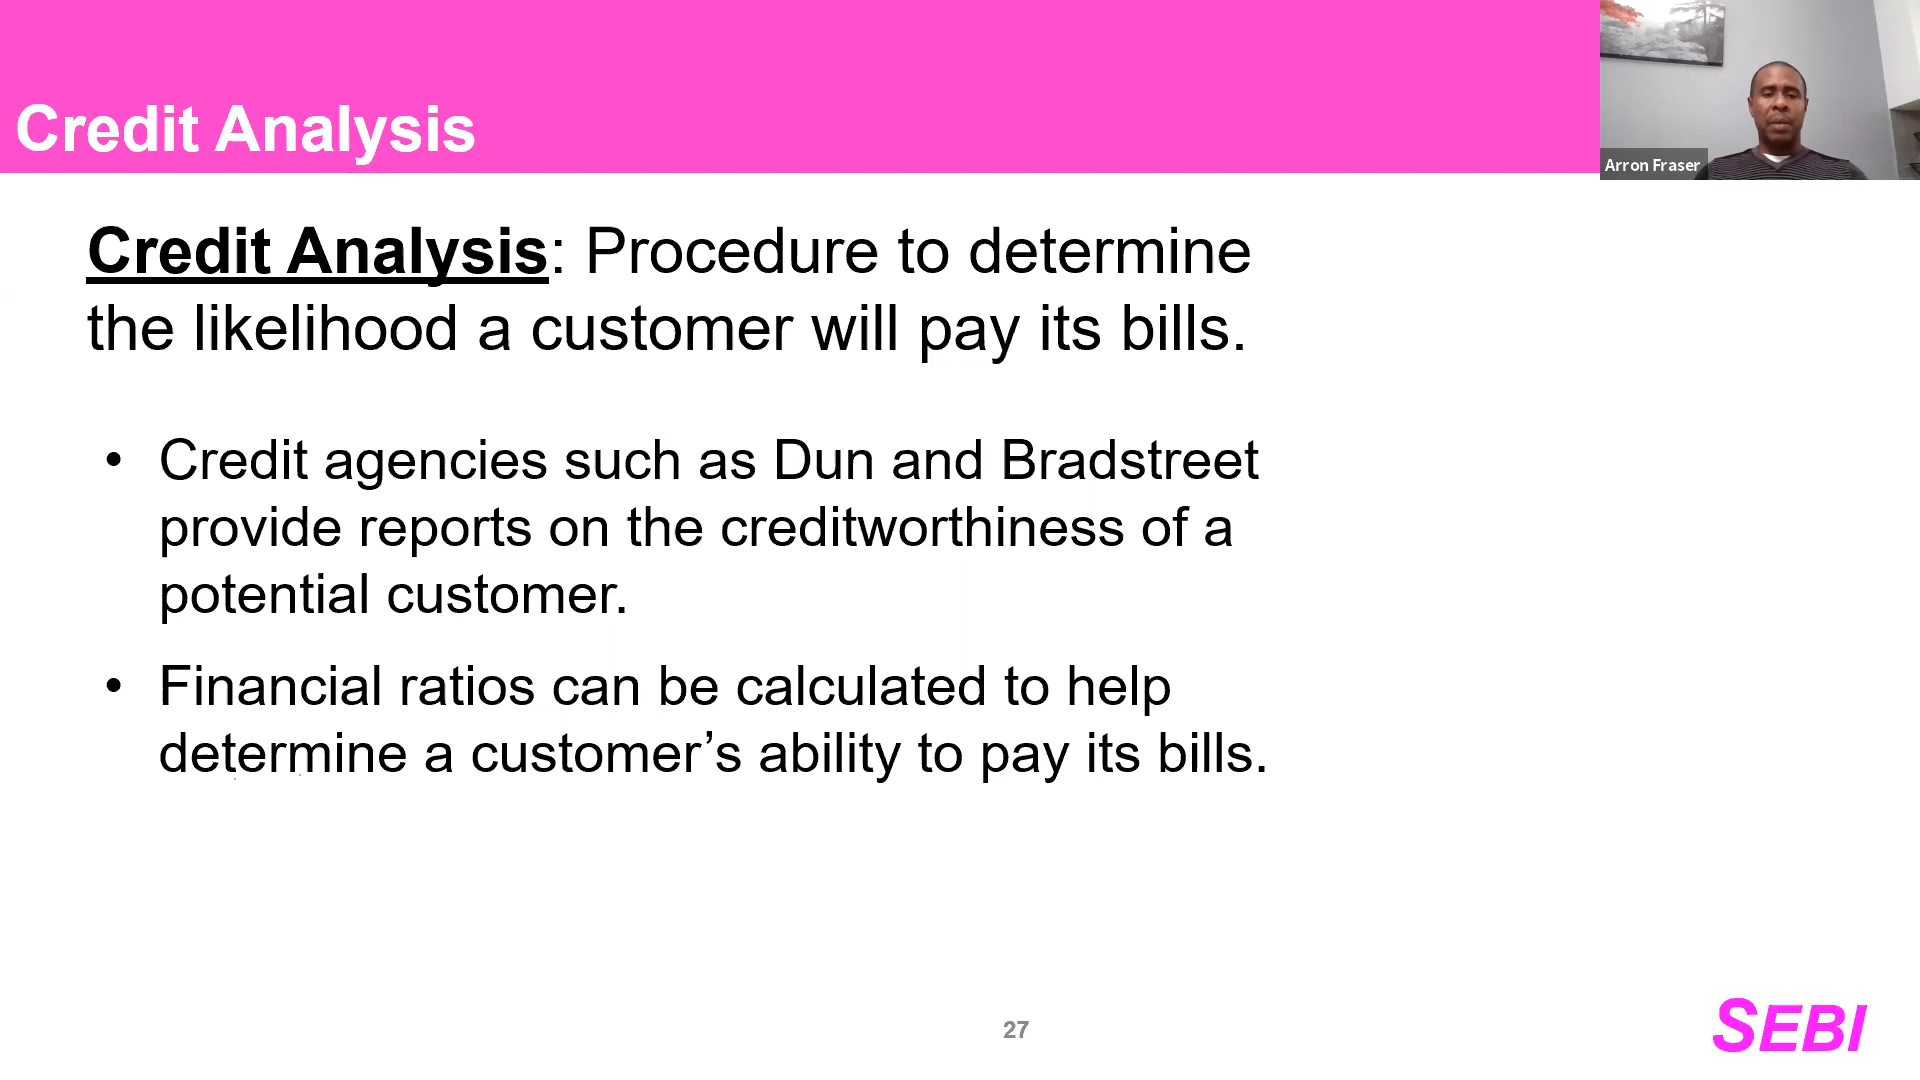 Credit Analysis
Arron Fraser
Credit Analysis: Procedure to determine
the likelihood a customer will pay its bills.
• Credit agencies such as Dun and Bradstreet
provide reports on the creditworthiness of a
potential customer.
• Financial ratios can be calculated to help
determine a customer’s ability to pay its bills.
27
SEBI